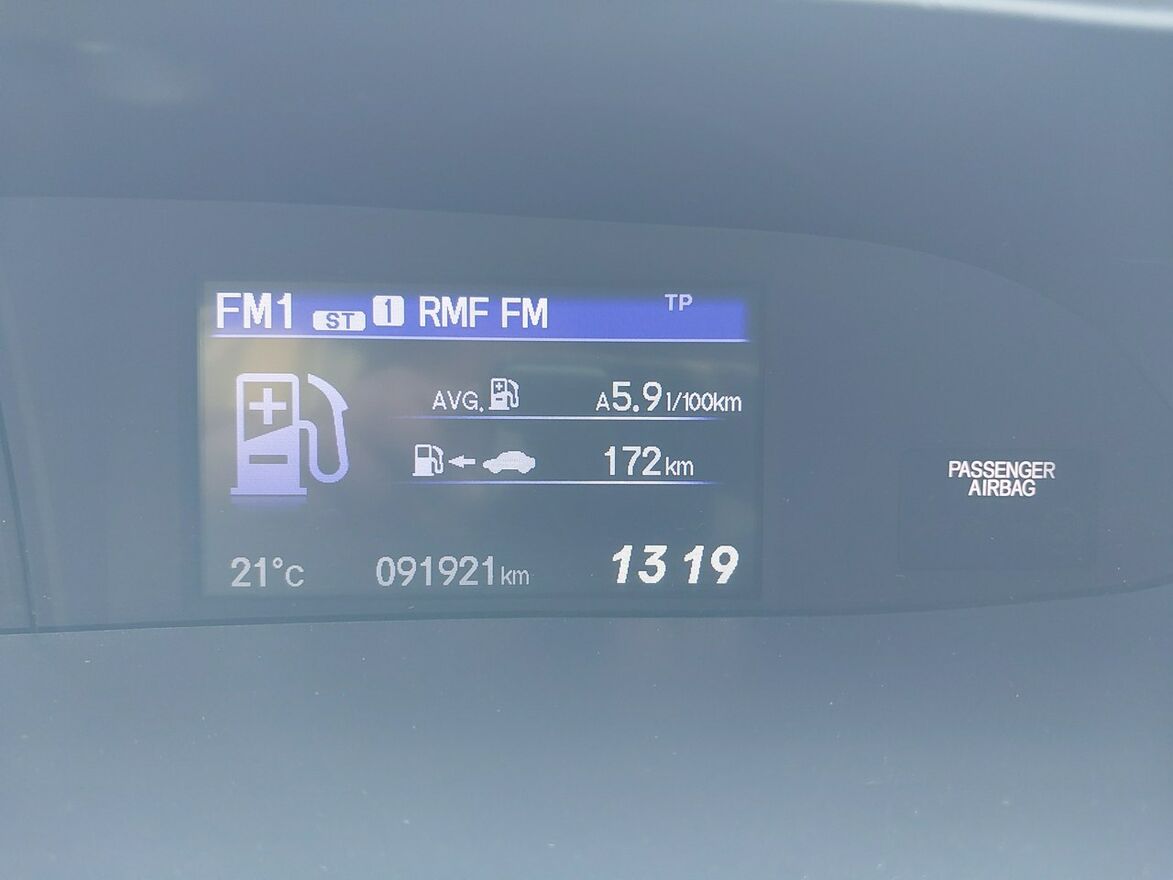 FM1 ST 1 RMF FM TP
AVG. A5.9 l/100km
172 km
21°C 091921 km 13 19
PASSENGER
AIRBAG